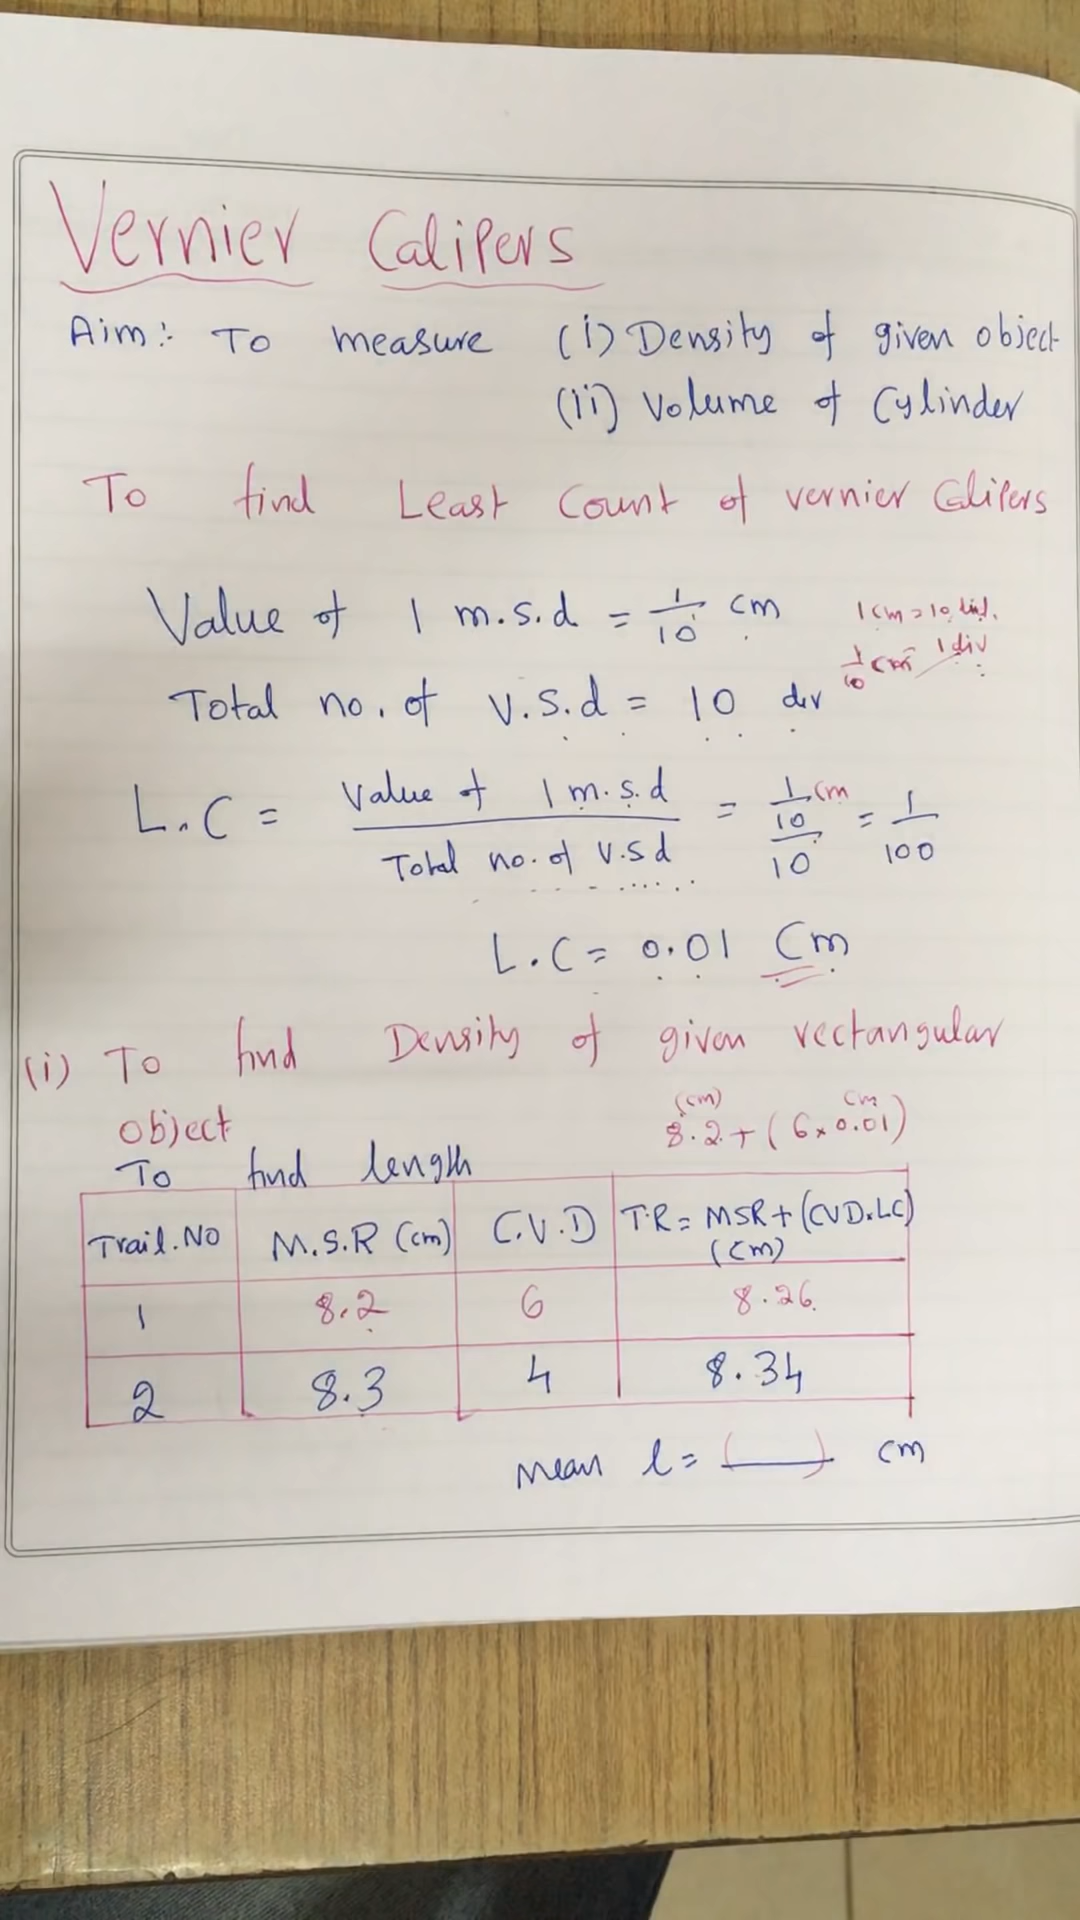 Vernier Calipers
Aim:- To measure (i) Density of given object
(ii) Volume of Cylinder
To find Least Count of vernier Calipers
Value of 1 m.s.d = 1/10 cm
1 cm = 10 div.
1/10 cm = 1 div
Total no. of V.S.d = 10 div
L.C = Value of 1 m.s.d / Total no. of V.S.d = 1/10 cm / 10 = 1/100
L.C = 0.01 Cm
(i) To find Density of given rectangular
object
(cm) cm
8.2 + (6 × 0.01)
To find length
Trail.No M.S.R (cm) C.V.D T.R = MSR + (CVD.LC) (cm)
1 8.2 6 8.26
2 8.3 4 8.34
Mean l = ( ) cm